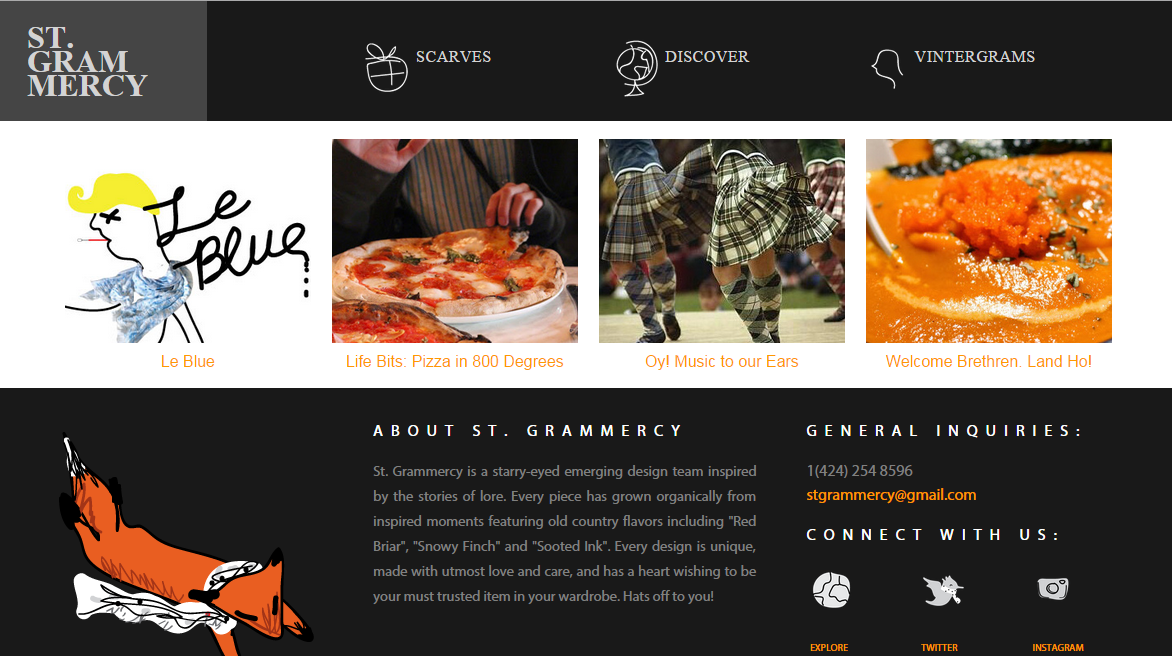 ST.
GRAM
MERCY
SCARVES
DISCOVER
VINTERGRAMS
Le
Blue
Le Blue
Life Bits: Pizza in 800 Degrees
Oy! Music to our Ears
Welcome Brethren. Land Ho!
ABOUT ST. GRAMMERCY
St. Grammercy is a starry-eyed emerging design team inspired
by the stories of lore. Every piece has grown organically from
inspired moments featuring old country flavors including "Red
Briar", "Snowy Finch" and "Sooted Ink". Every design is unique,
made with utmost love and care, and has a heart wishing to be
your must trusted item in your wardrobe. Hats off to you!
GENERAL INQUIRIES:
1(424) 254 8596
stgrammercy@gmail.com
CONNECT WITH US:
EXPLORE
TWITTER
INSTAGRAM